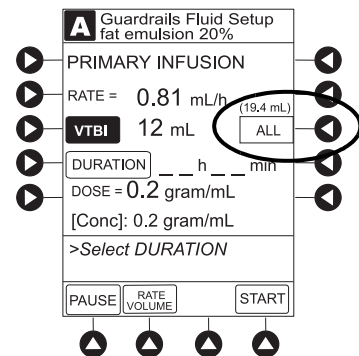 A Guardrails Fluid Setup
fat emulsion 20%
PRIMARY INFUSION
RATE = 0.81 mL/h
(19.4 mL)
VTBI 12 mL ALL
DURATION _ _ h _ _ min
DOSE = 0.2 gram/mL
[Conc]: 0.2 gram/mL
>Select DURATION
PAUSE RATE VOLUME START